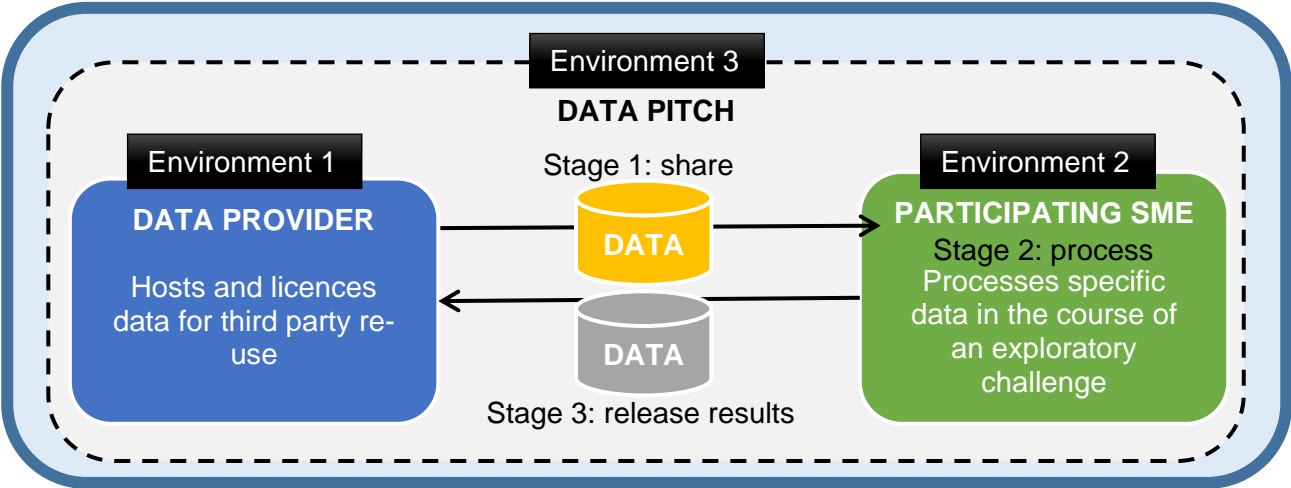 Environment 3
DATA PITCH
Environment 1
DATA PROVIDER
Hosts and licences
data for third party re-
use
Stage 1: share
DATA
DATA
Stage 3: release results
Environment 2
PARTICIPATING SME
Stage 2: process
Processes specific
data in the course of
an exploratory
challenge